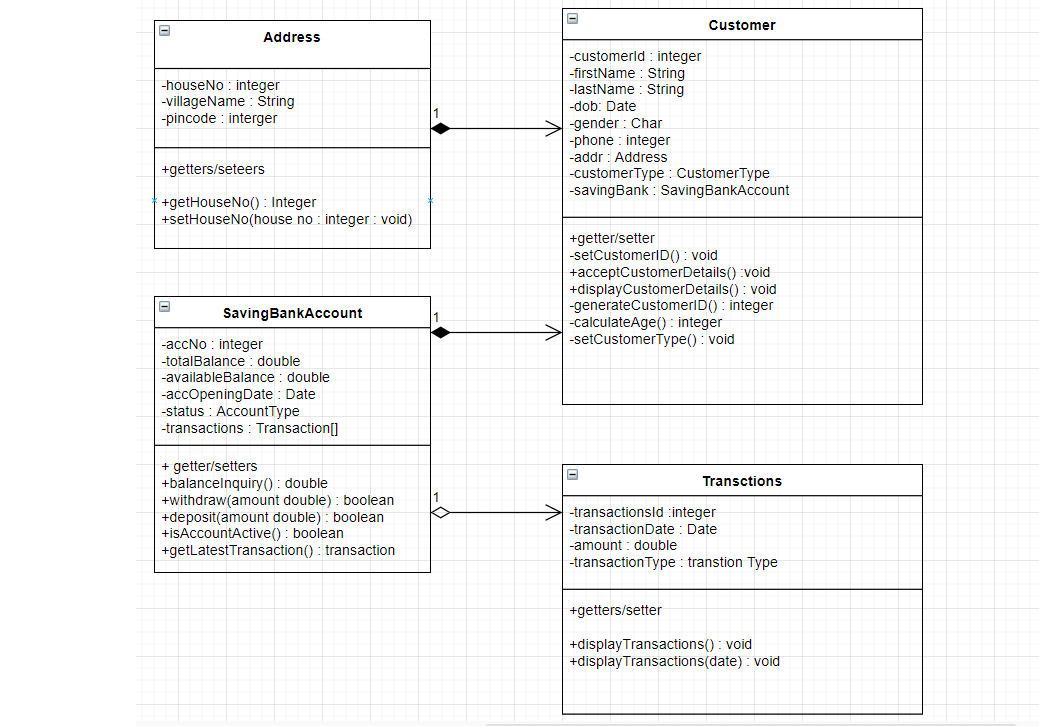 Address
-houseNo : integer
-villageName : String
-pincode : interger
+getters/seteers
+getHouseNo() : Integer
+setHouseNo(house no : integer : void)
1
Customer
-customerId : integer
-firstName : String
-lastName : String
-dob: Date
-gender : Char
-phone : integer
-addr : Address
-customerType : CustomerType
-savingBank : SavingBankAccount
+getter/setter
-setCustomerID() : void
+acceptCustomerDetails() :void
+displayCustomerDetails() : void
-generateCustomerID() : integer
-calculateAge() : integer
-setCustomerType() : void
SavingBankAccount
-accNo : integer
-totalBalance : double
-availableBalance : double
-accOpeningDate : Date
-status : AccountType
-transactions : Transaction[]
+ getter/setters
+balanceInquiry() : double
+withdraw(amount double) : boolean
+deposit(amount double) : boolean
+isAccountActive() : boolean
+getLatestTransaction() : transaction
1
1
Transctions
-transactionsId :integer
-transactionDate : Date
-amount : double
-transactionType : transtion Type
+getters/setter
+displayTransactions() : void
+displayTransactions(date) : void